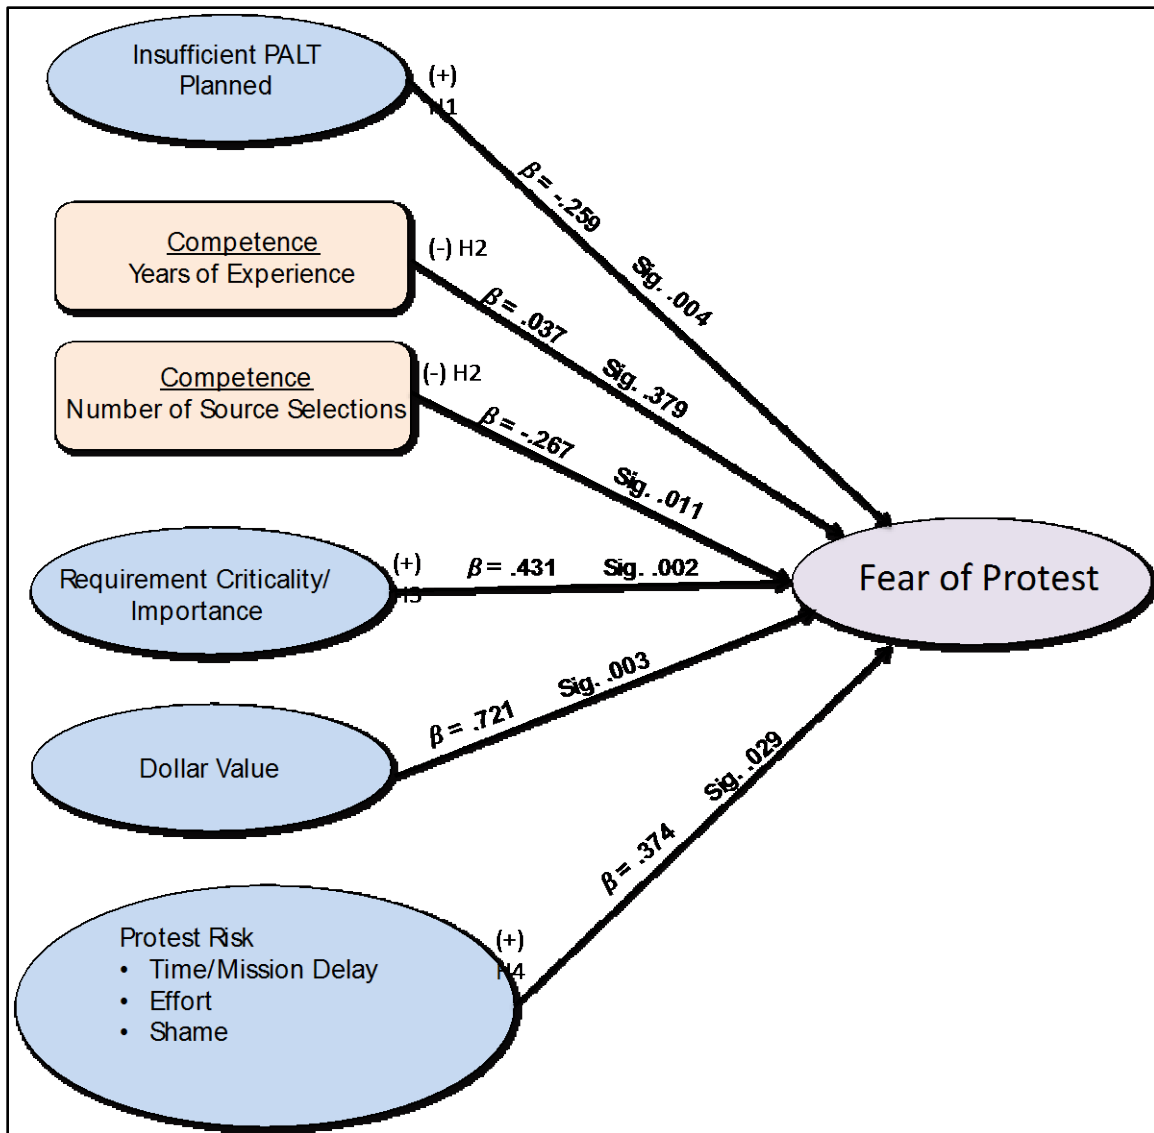 Insufficient PALT
Planned
(+)
H1
β = -.259 Sig. .004
Competence
Years of Experience
(-) H2
β = .037 Sig. .379
Competence
Number of Source Selections
(-) H2
β = -.267 Sig. .011
Requirement Criticality/
Importance
(+)
H3
β = .431 Sig. .002
Fear of Protest
Dollar Value
β = .721 Sig. .003
Protest Risk
• Time/Mission Delay
• Effort
• Shame
(+)
H4
β = .374 Sig. .029